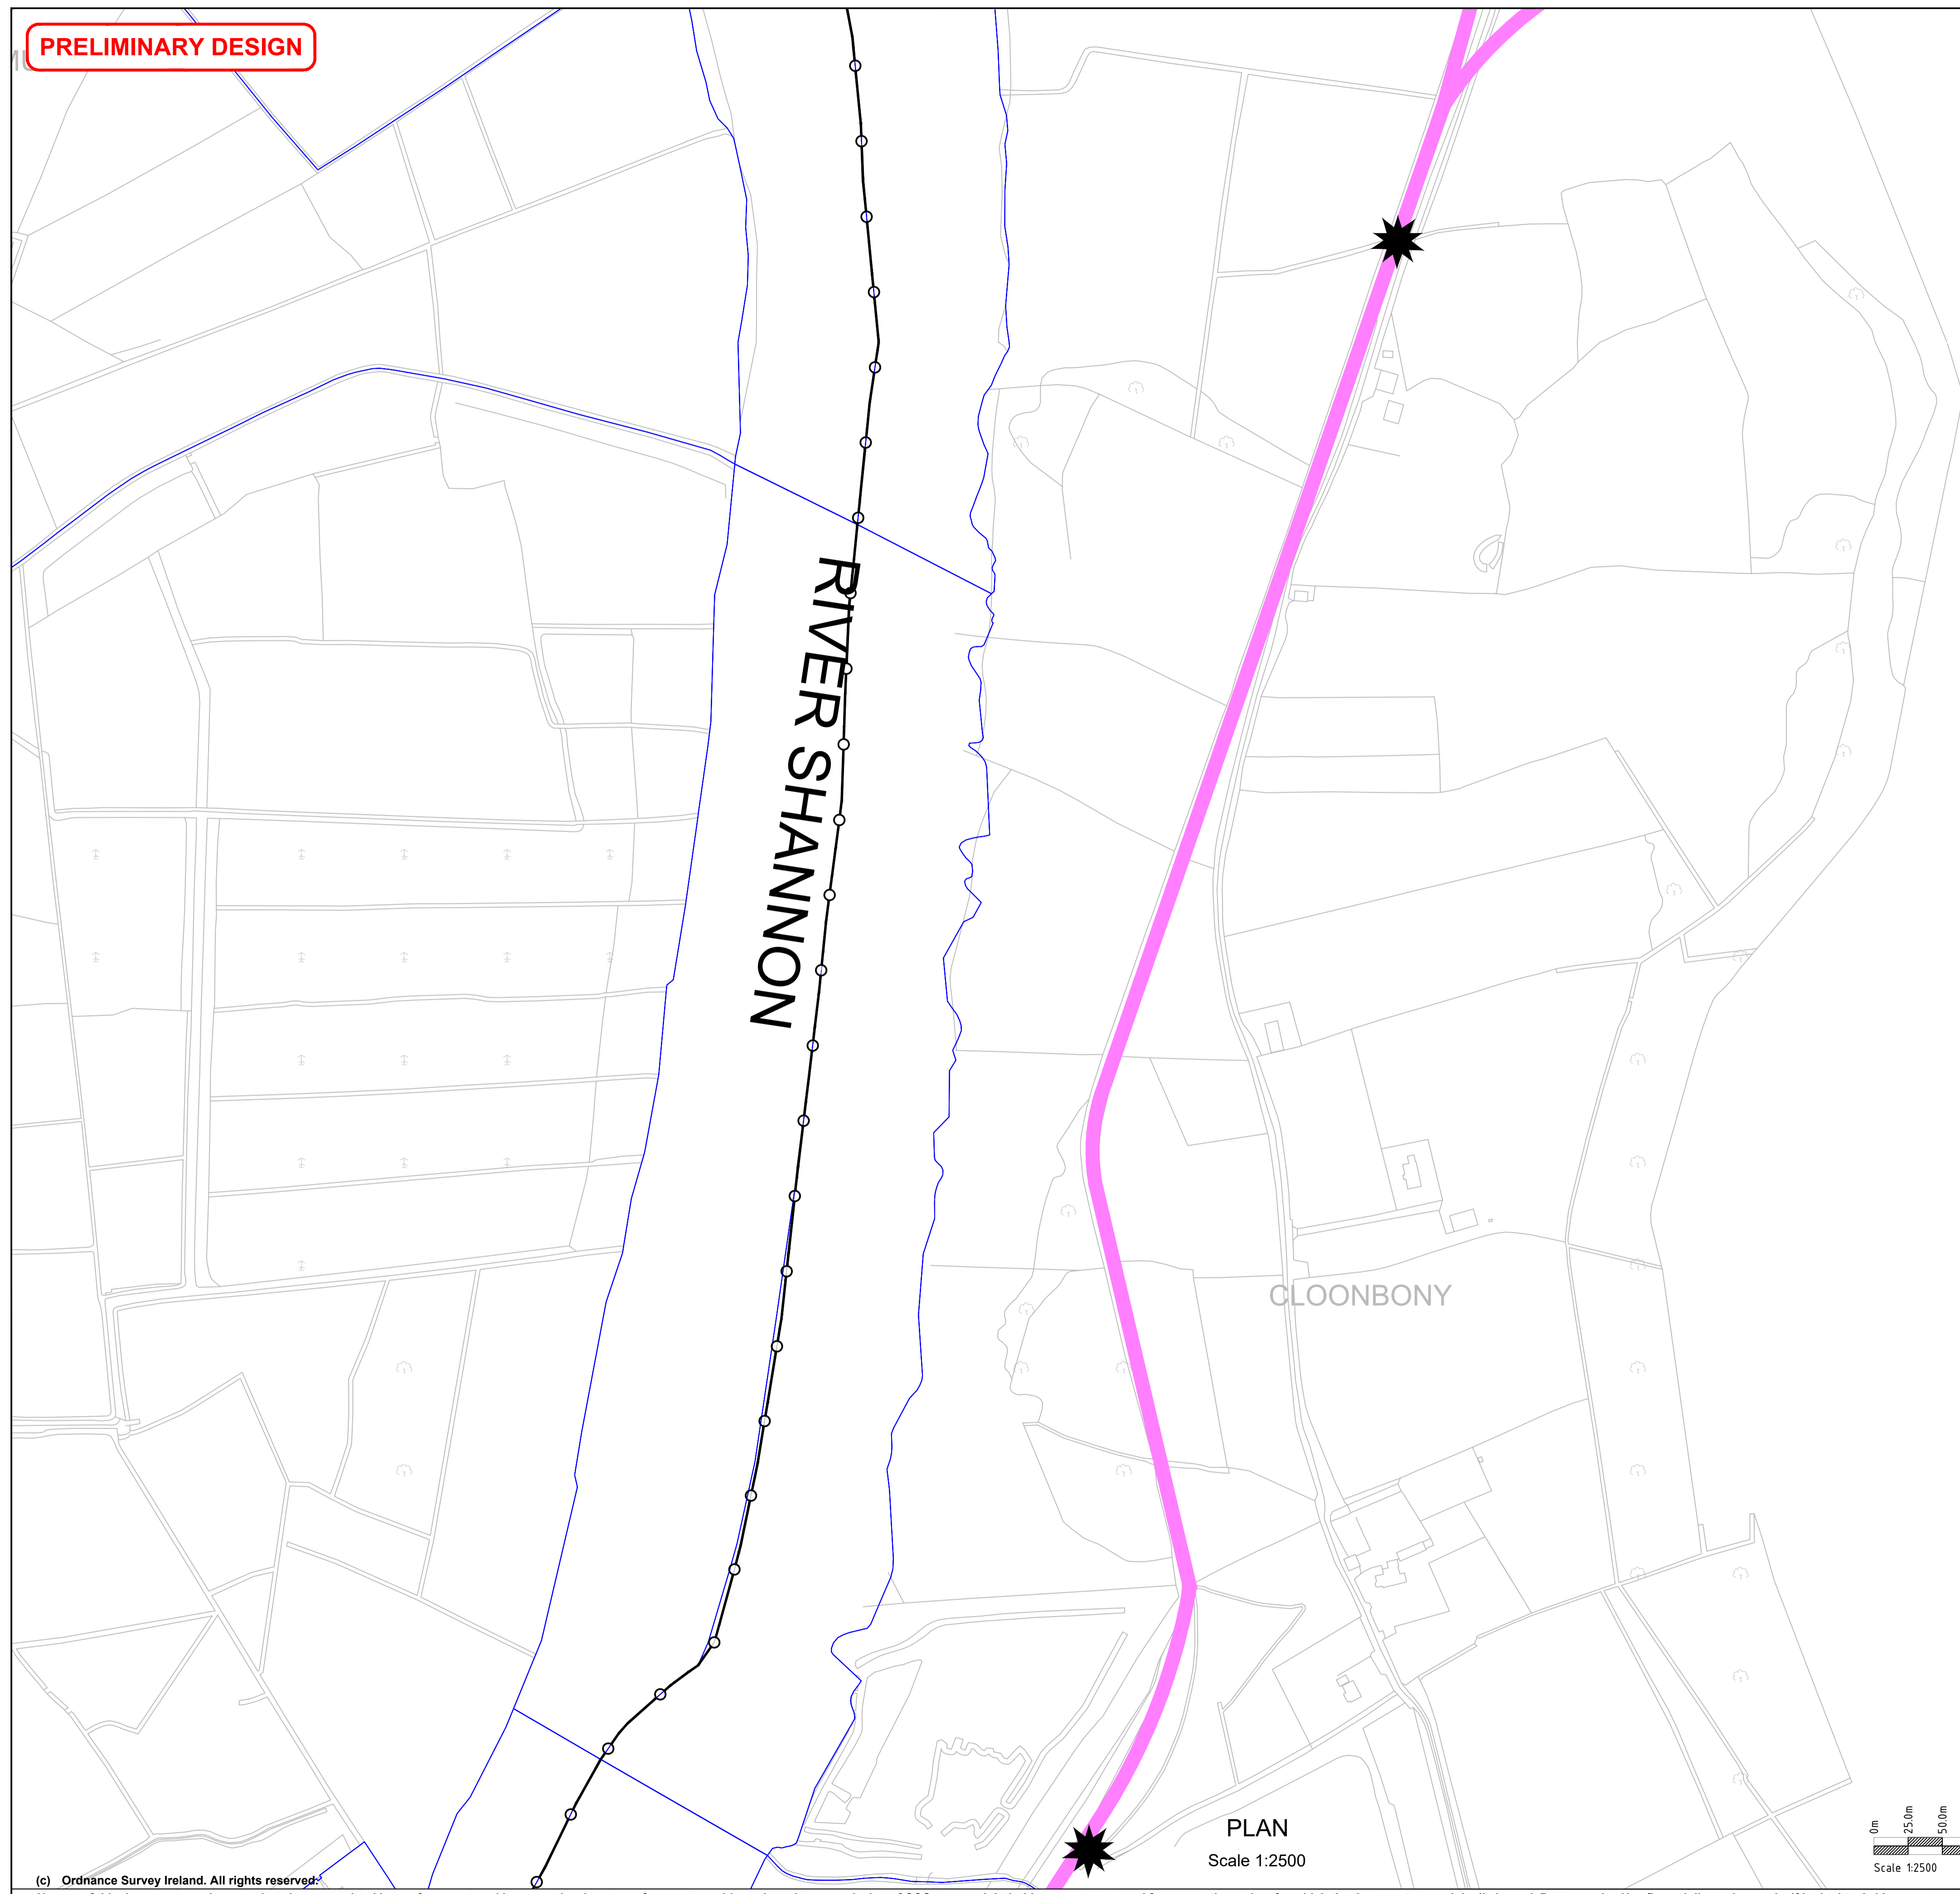 PRELIMINARY DESIGN
RIVER SHANNON
CLOONBONY
PLAN
Scale 1:2500
0m
25.0m
50.0m
Scale 1:2500
(c) Ordnance Survey Ireland. All rights reserved.